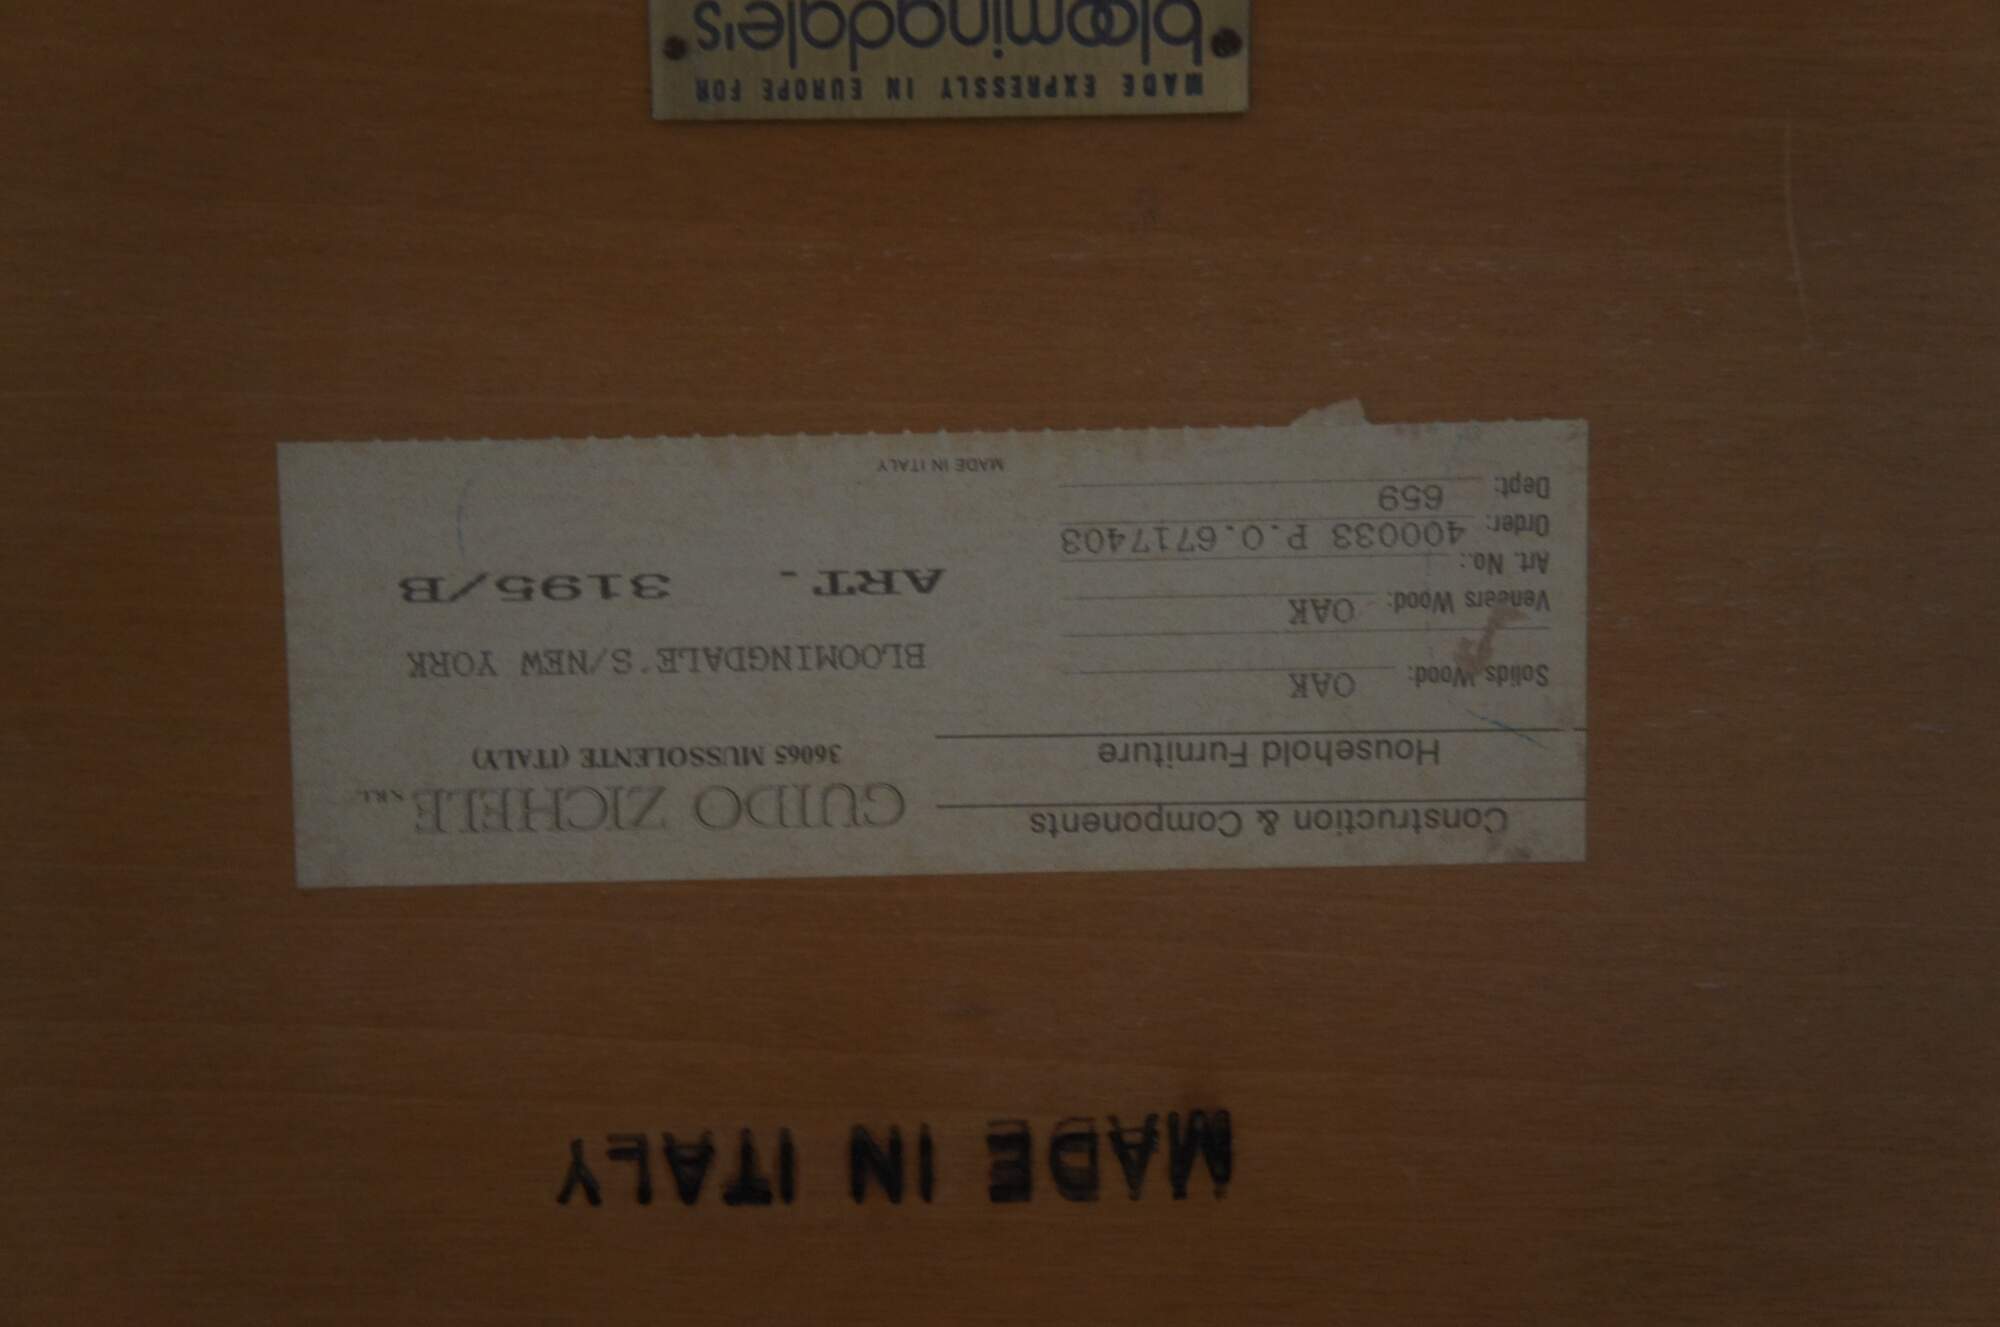 MADE IN ITALY
Construction & Components
Household Furniture
Solids Wood: OAK
Veneers Wood: OAK
Art. No.:
Order: 400033 P.O.6717403
Dept: 659
GUIDO ZICHELE S.R.L.
36065 MUSSOLENTE (ITALY)
BLOOMINGDALE'S/NEW YORK
ART. 3195/B
MADE IN ITALY
MADE EXPRESSLY IN EUROPE FOR
bloomingdale's